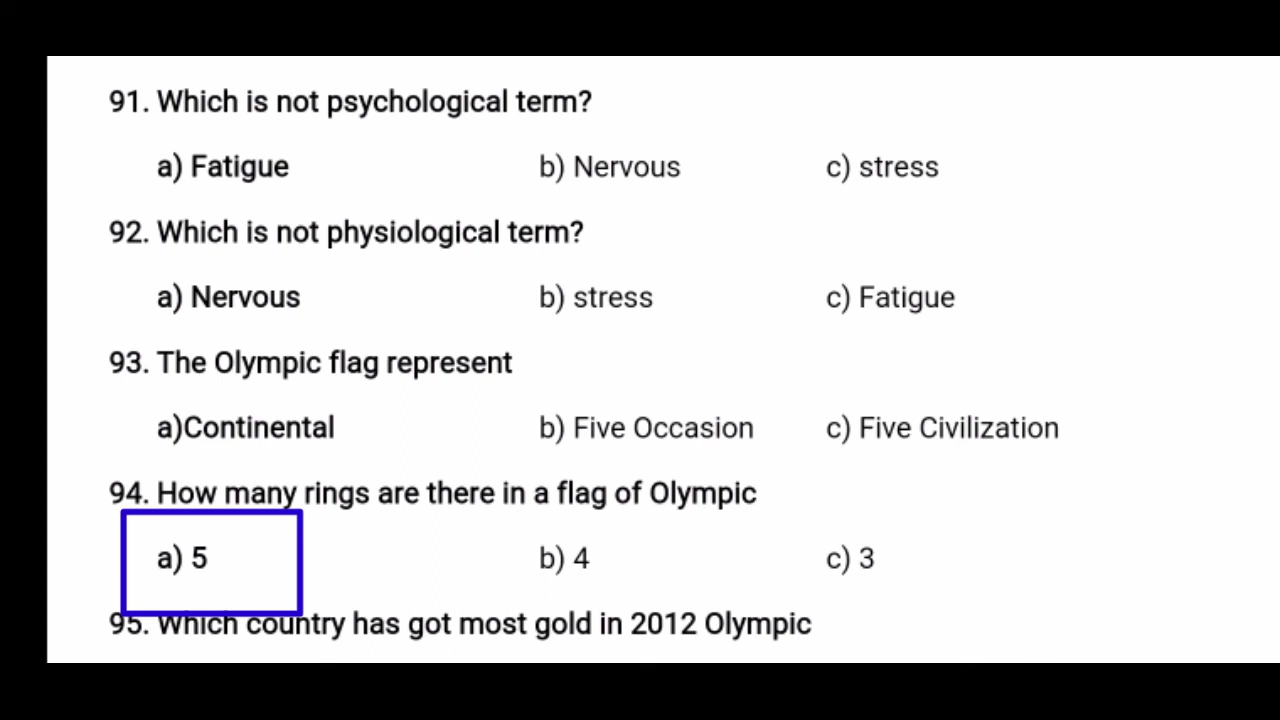 91. Which is not psychological term?
a) Fatigue b) Nervous c) stress
92. Which is not physiological term?
a) Nervous b) stress c) Fatigue
93. The Olympic flag represent
a)Continental b) Five Occasion c) Five Civilization
94. How many rings are there in a flag of Olympic
a) 5 b) 4 c) 3
95. Which country has got most gold in 2012 Olympic